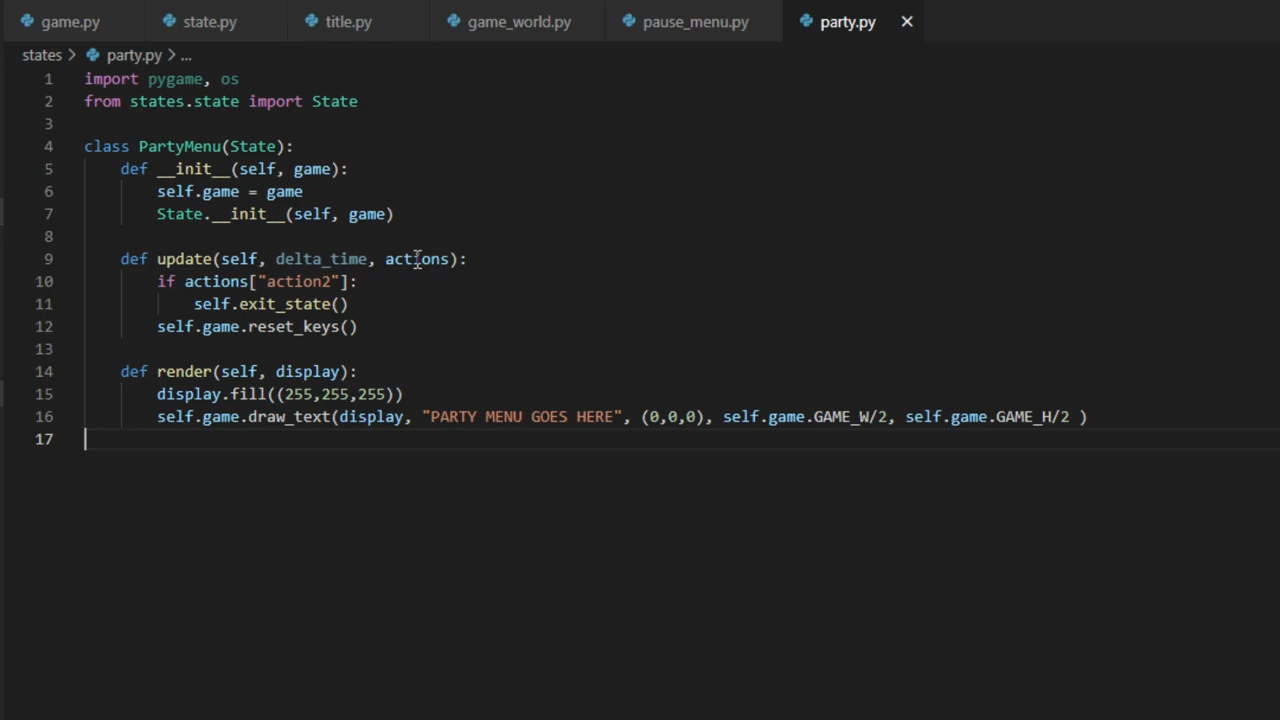 game.py state.py title.py game_world.py pause_menu.py party.py ×
states > party.py > ...
1 import pygame, os
2 from states.state import State
3
4 class PartyMenu(State):
5 def __init__(self, game):
6 self.game = game
7 State.__init__(self, game)
8
9 def update(self, delta_time, actions):
10 if actions["action2"]:
11 self.exit_state()
12 self.game.reset_keys()
13
14 def render(self, display):
15 display.fill((255,255,255))
16 self.game.draw_text(display, "PARTY MENU GOES HERE", (0,0,0), self.game.GAME_W/2, self.game.GAME_H/2 )
17